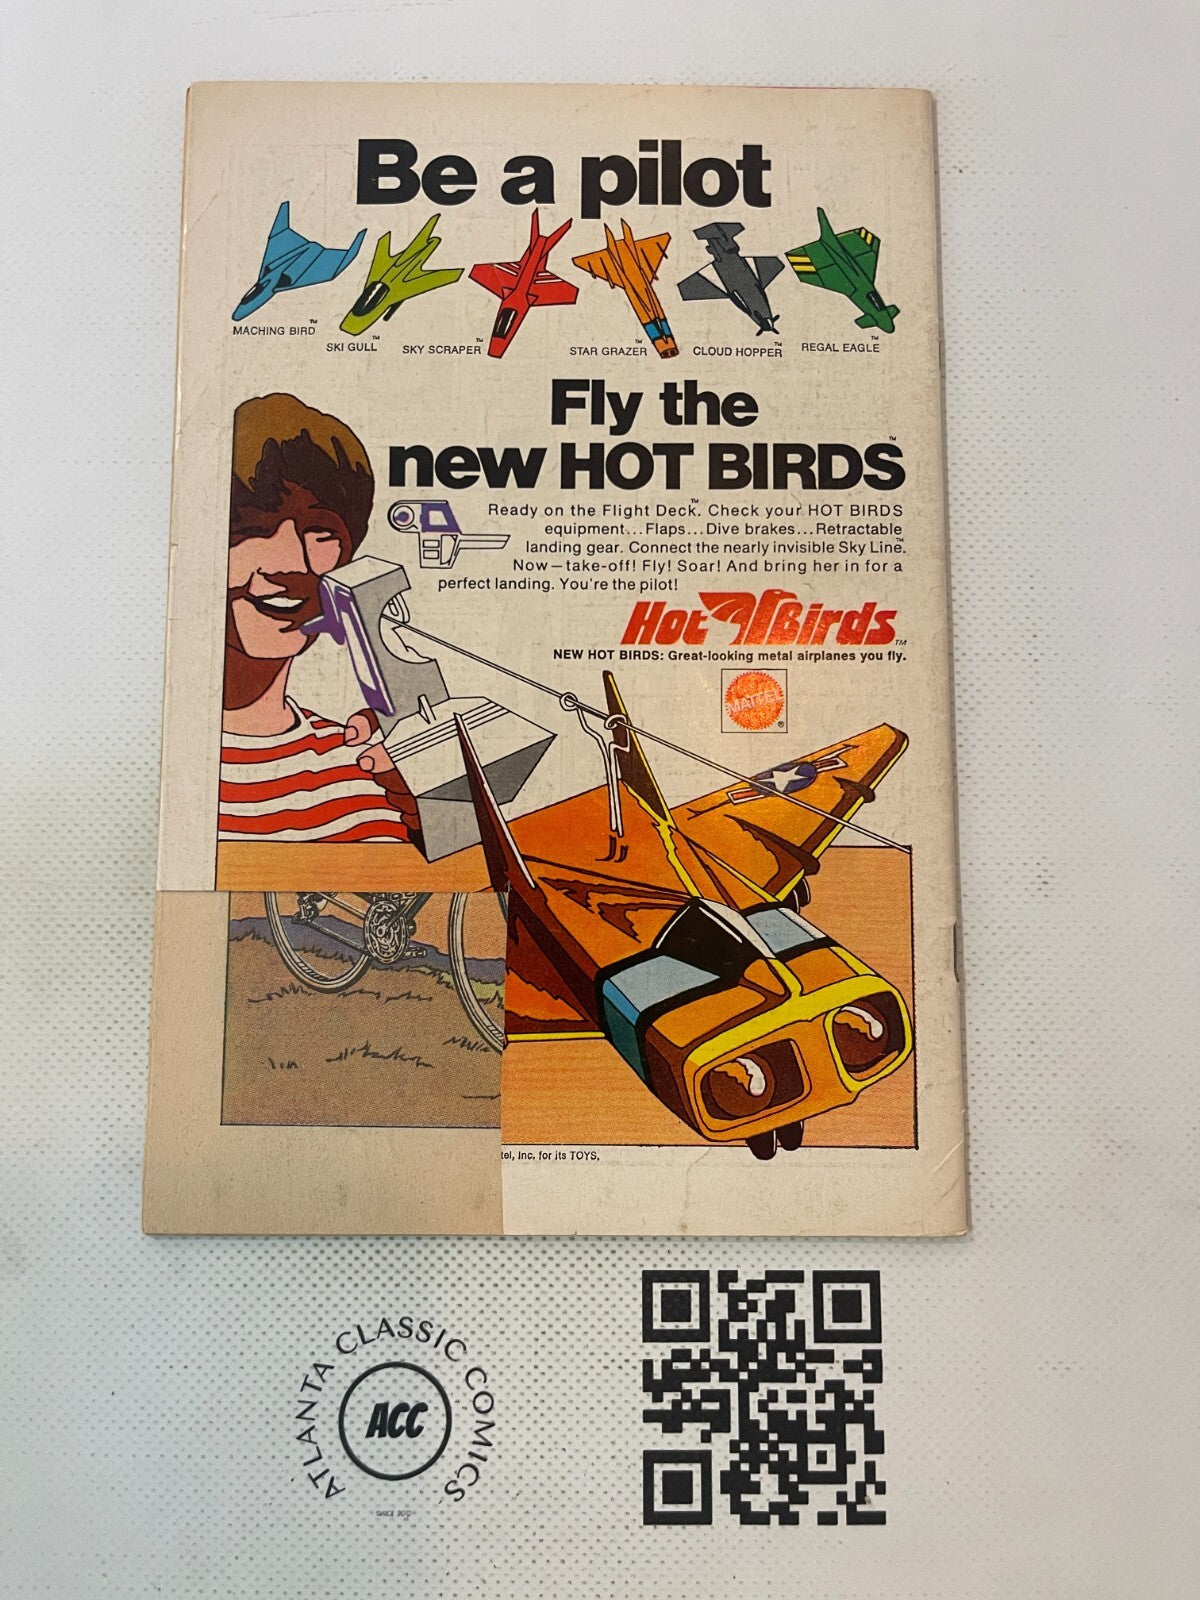 Be a pilot
MACHING BIRD™
SKI GULL™
SKY SCRAPER™
STAR GRAZER™
CLOUD HOPPER™
REGAL EAGLE™
Fly the
new HOT BIRDS™
Ready on the Flight Deck™. Check your HOT BIRDS
equipment...Flaps...Dive brakes...Retractable
landing gear. Connect the nearly invisible Sky Line™.
Now—take-off! Fly! Soar! And bring her in for a
perfect landing. You're the pilot!
Hot Birds™
NEW HOT BIRDS: Great-looking metal airplanes you fly.
MATTEL®
tel, Inc. for its TOYS.
ATLANTA CLASSIC COMICS
ACC